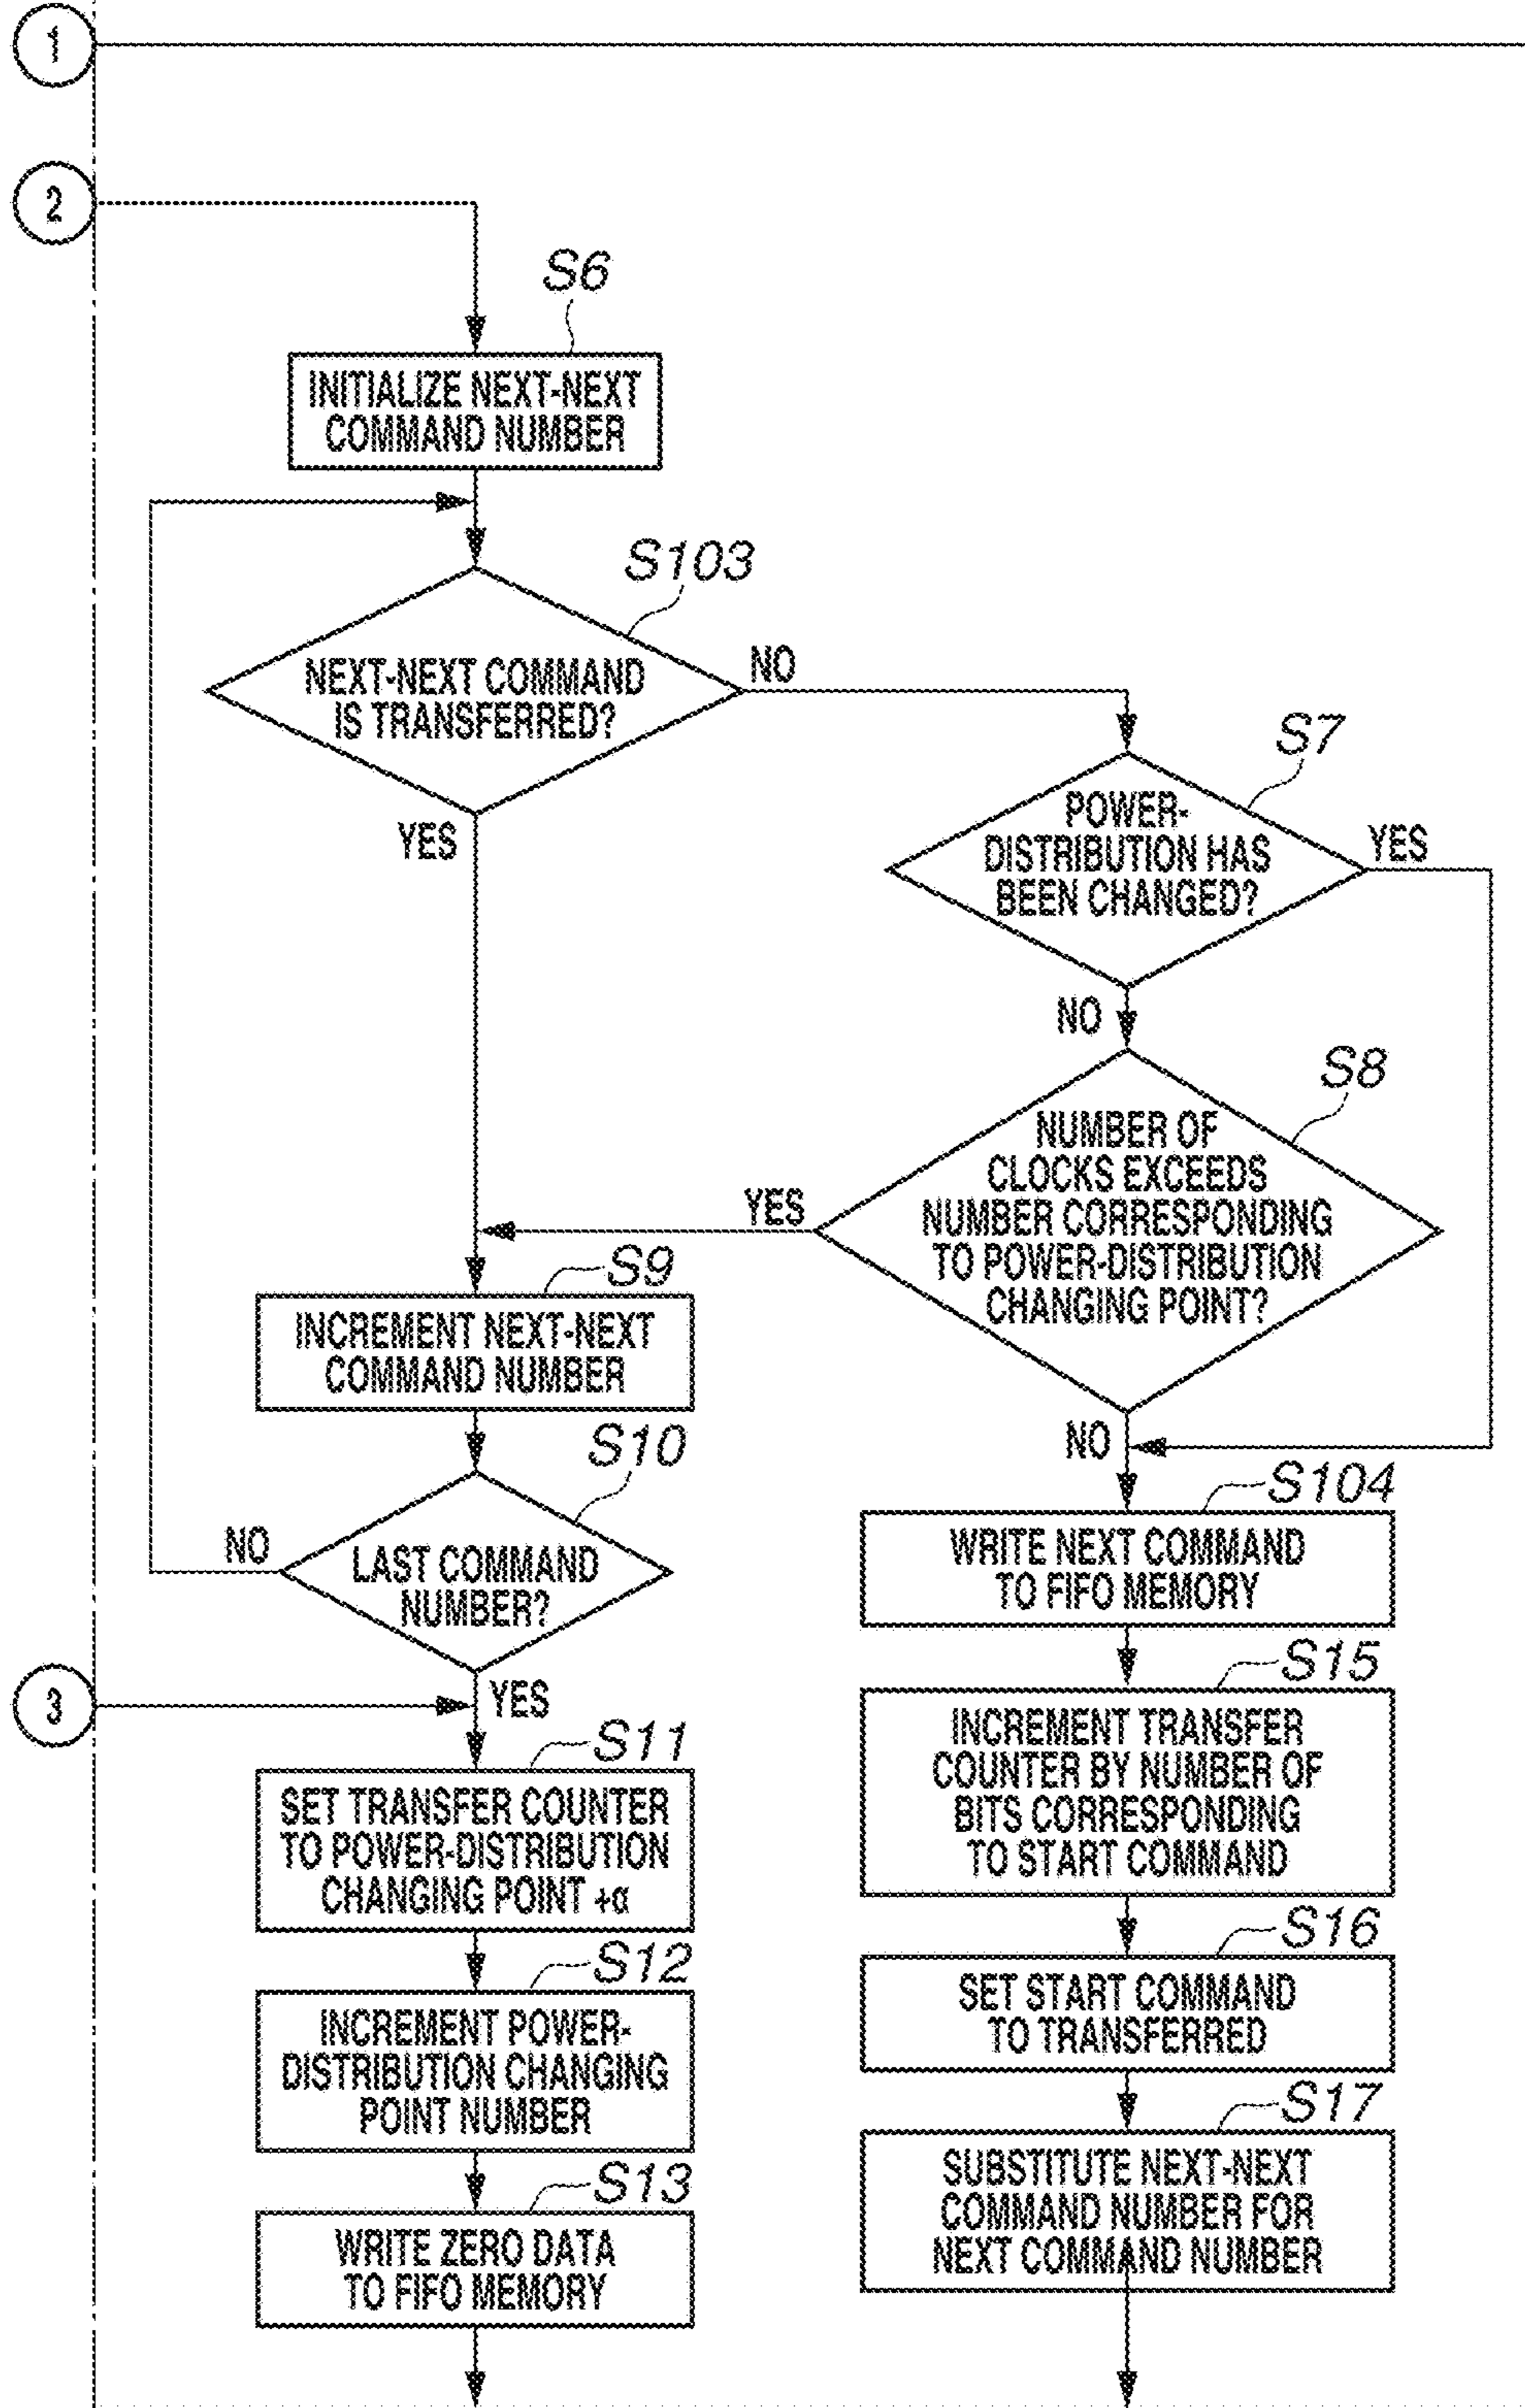 1
2
S6
INITIALIZE NEXT-NEXT
COMMAND NUMBER
S103
NEXT-NEXT COMMAND
IS TRANSFERRED?
NO
YES
S7
POWER-
DISTRIBUTION HAS
BEEN CHANGED?
YES
NO
S8
NUMBER OF
CLOCKS EXCEEDS
NUMBER CORRESPONDING
TO POWER-DISTRIBUTION
CHANGING POINT?
YES
NO
S9
INCREMENT NEXT-NEXT
COMMAND NUMBER
S10
LAST COMMAND
NUMBER?
NO
YES
3
S11
SET TRANSFER COUNTER
TO POWER-DISTRIBUTION
CHANGING POINT +α
S12
INCREMENT POWER-
DISTRIBUTION CHANGING
POINT NUMBER
S13
WRITE ZERO DATA
TO FIFO MEMORY
S104
WRITE NEXT COMMAND
TO FIFO MEMORY
S15
INCREMENT TRANSFER
COUNTER BY NUMBER OF
BITS CORRESPONDING
TO START COMMAND
S16
SET START COMMAND
TO TRANSFERRED
S17
SUBSTITUTE NEXT-NEXT
COMMAND NUMBER FOR
NEXT COMMAND NUMBER